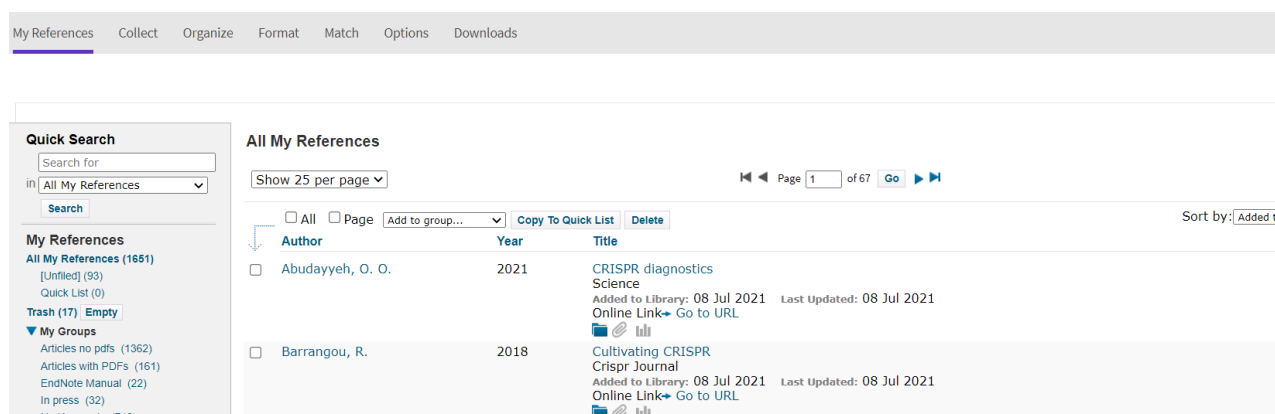 My References Collect Organize Format Match Options Downloads
Quick Search
Search for
in All My References
Search
My References
All My References (1651)
[Unfiled] (93)
Quick List (0)
Trash (17) Empty
My Groups
Articles no pdfs (1362)
Articles with PDFs (161)
EndNote Manual (22)
In press (32)
All My References
Show 25 per page Page 1 of 67 Go
All Page Add to group... Copy To Quick List Delete Sort by: Added t
Author Year Title
Abudayyeh, O. O. 2021 CRISPR diagnostics
Science
Added to Library: 08 Jul 2021 Last Updated: 08 Jul 2021
Online Link Go to URL
Barrangou, R. 2018 Cultivating CRISPR
Crispr Journal
Added to Library: 08 Jul 2021 Last Updated: 08 Jul 2021
Online Link Go to URL